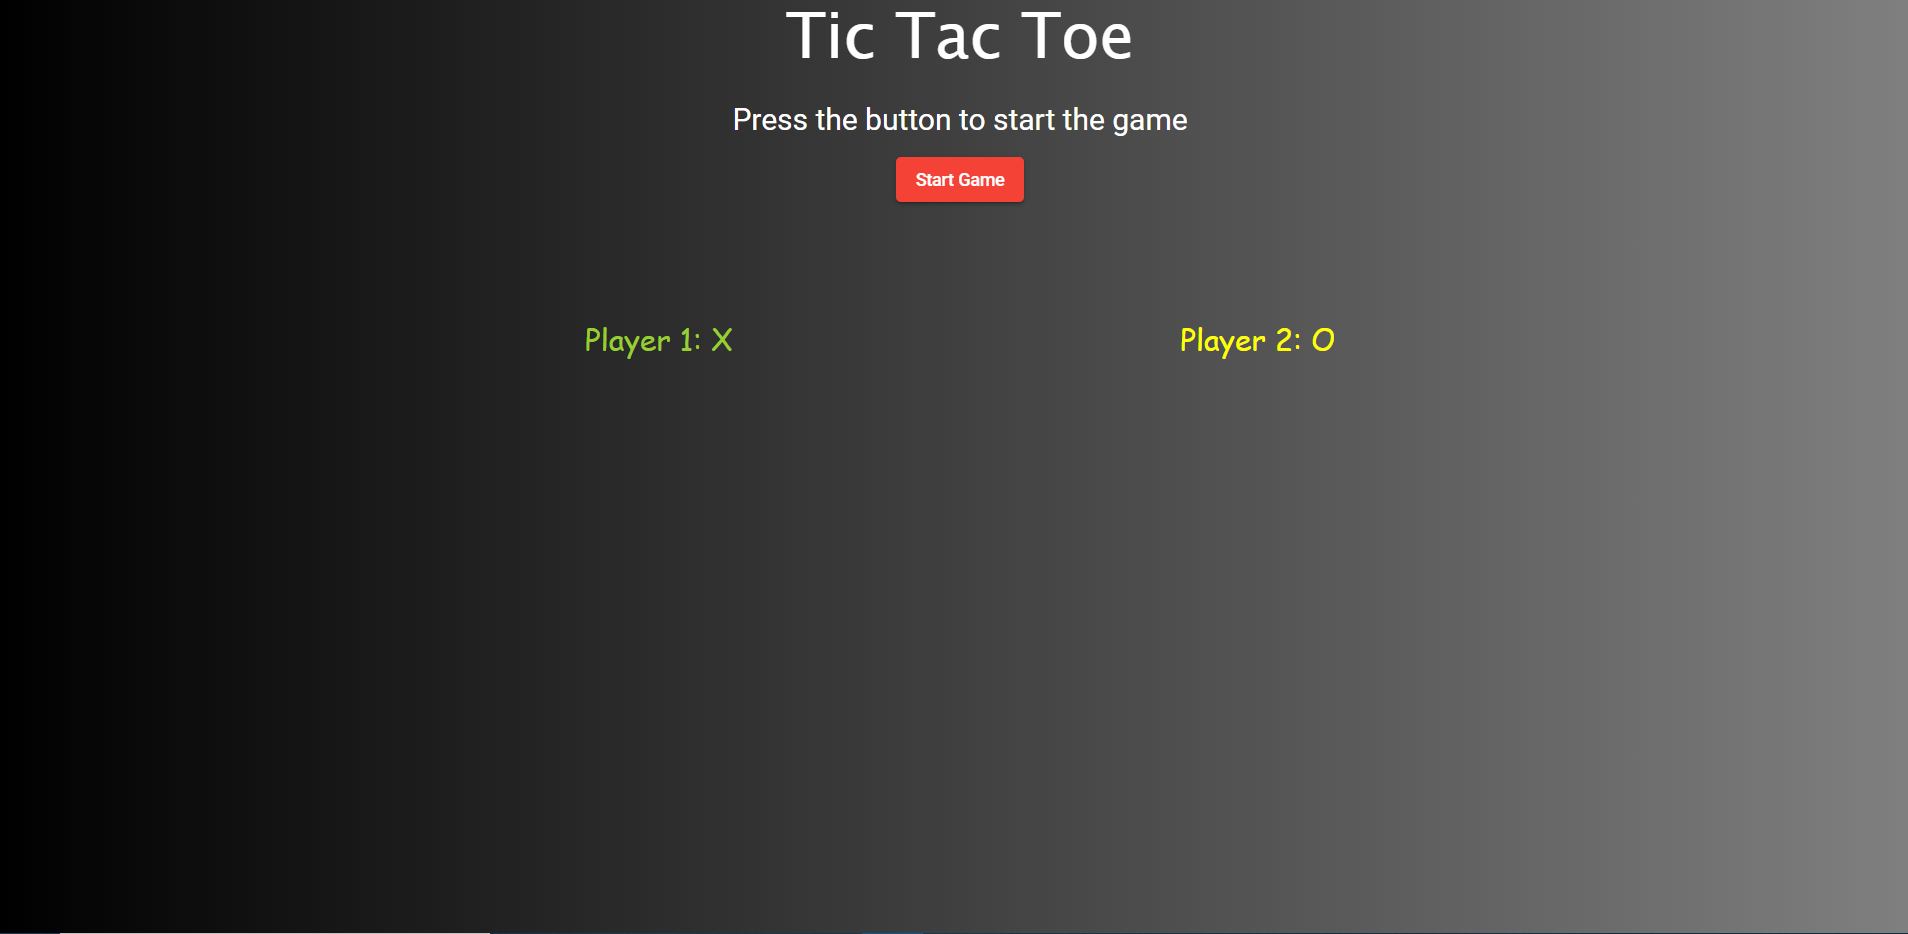 Tic Tac Toe
Press the button to start the game
Start Game
Player 1: X
Player 2: O